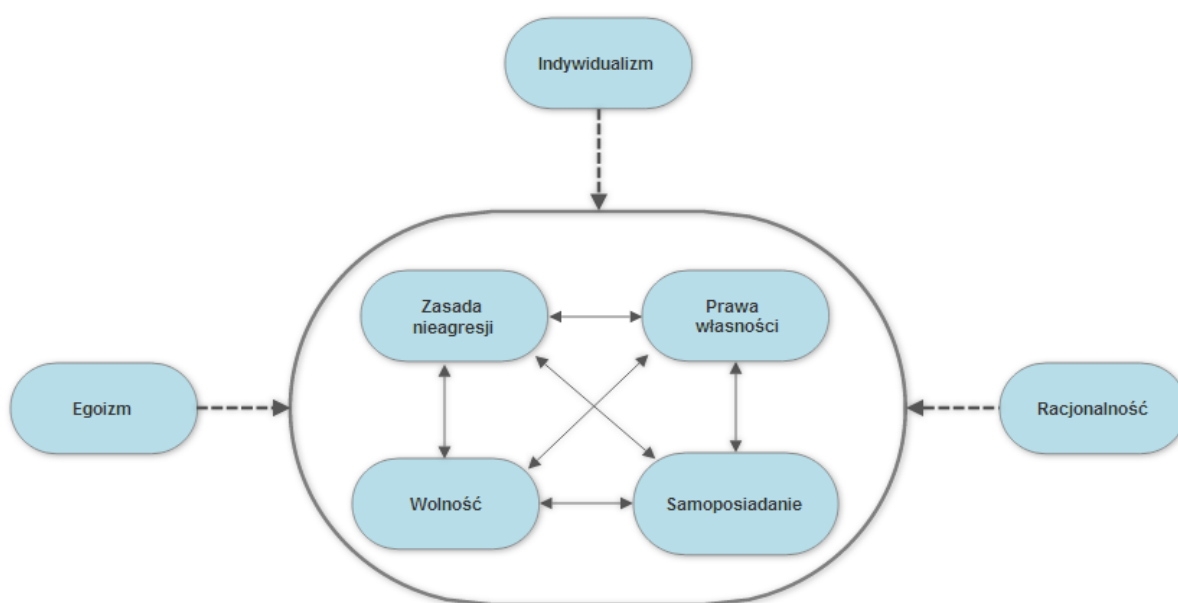 Indywidualizm
Zasada
nieagresji
Prawa
własności
Egoizm
Racjonalność
Wolność
Samoposiadanie